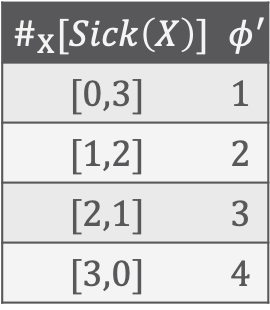 #x[Sick(X)] ϕ′
[0,3] 1
[1,2] 2
[2,1] 3
[3,0] 4